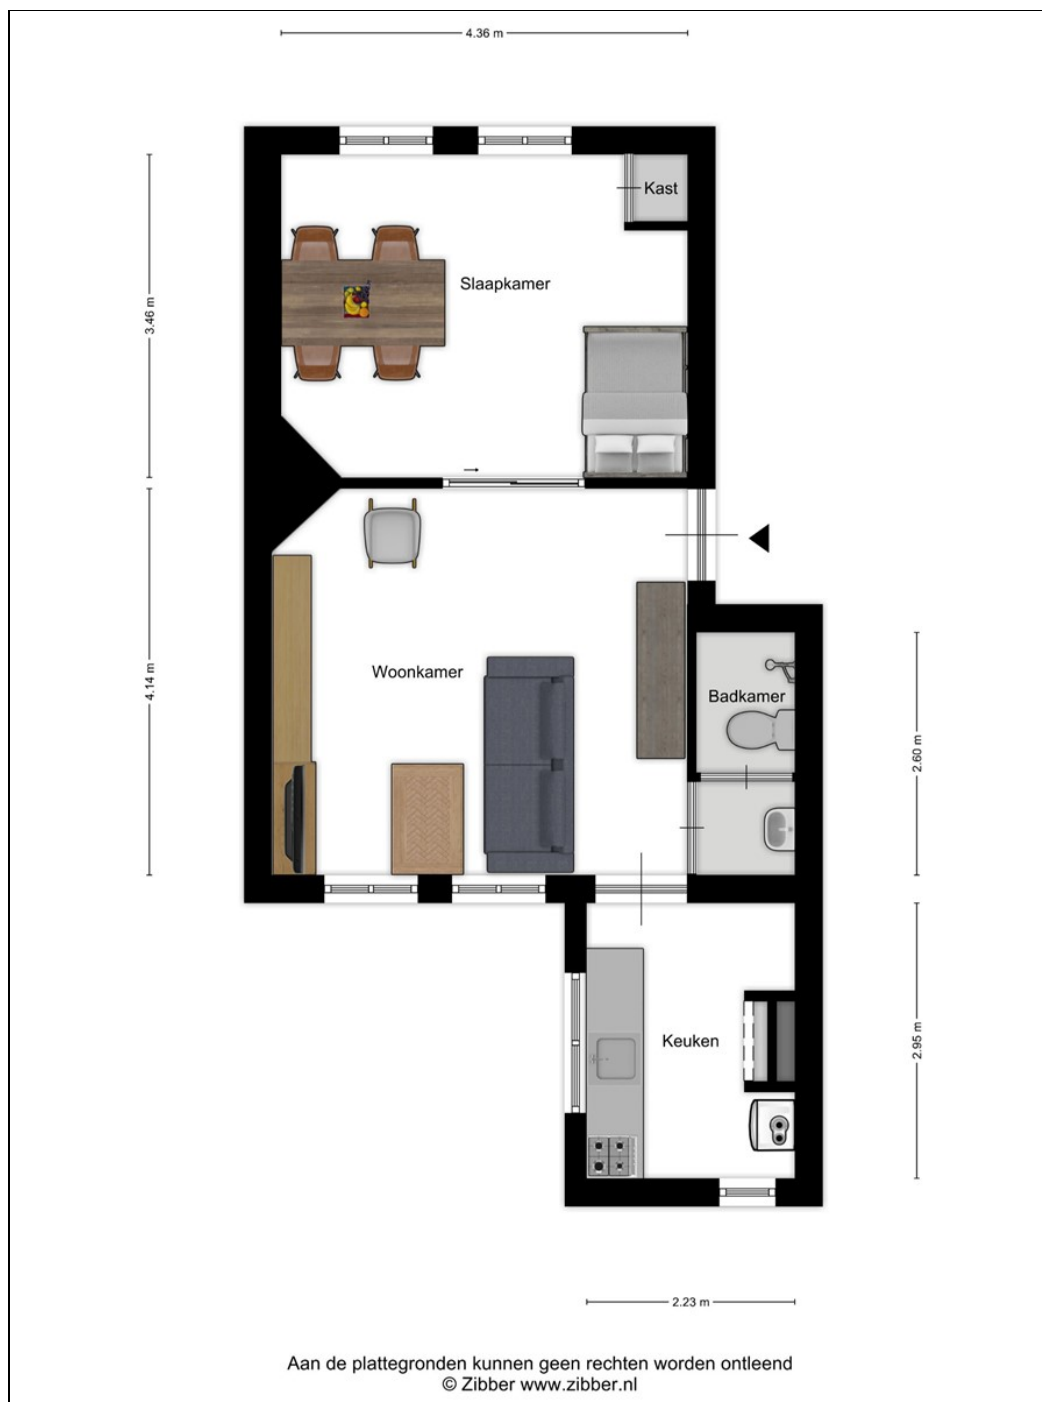 4.36 m
Kast
Slaapkamer
3.46 m
Woonkamer
4.14 m
Badkamer
2.60 m
Keuken
2.95 m
2.23 m
Aan de plattegronden kunnen geen rechten worden ontleend
© Zibber www.zibber.nl